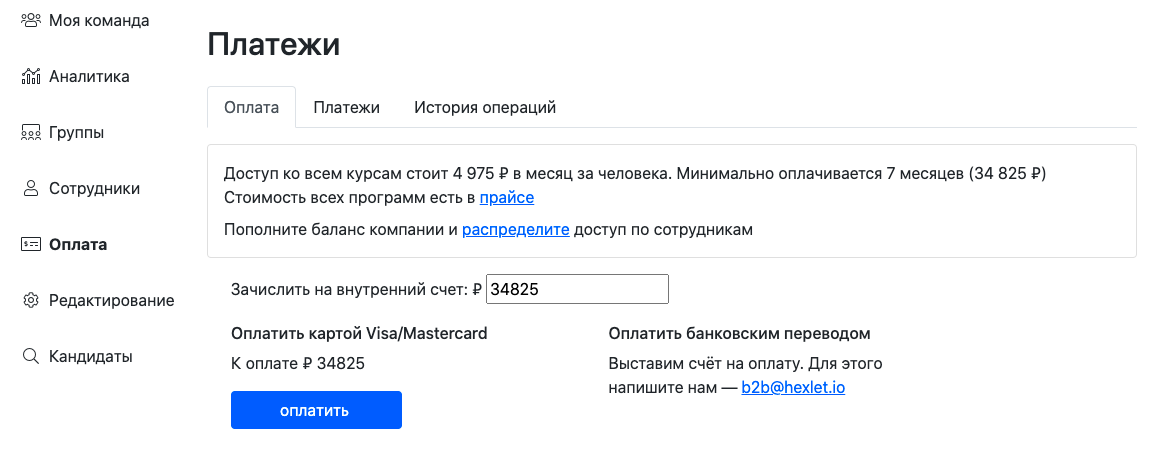 Моя команда
Аналитика
Группы
Сотрудники
Оплата
Редактирование
Кандидаты
Платежи
Оплата Платежи История операций
Доступ ко всем курсам стоит 4 975 ₽ в месяц за человека. Минимально оплачивается 7 месяцев (34 825 ₽)
Стоимость всех программ есть в прайсе
Пополните баланс компании и распределите доступ по сотрудникам
Зачислить на внутренний счет: ₽ 34825
Оплатить картой Visa/Mastercard
К оплате ₽ 34825
оплатить
Оплатить банковским переводом
Выставим счёт на оплату. Для этого
напишите нам — b2b@hexlet.io